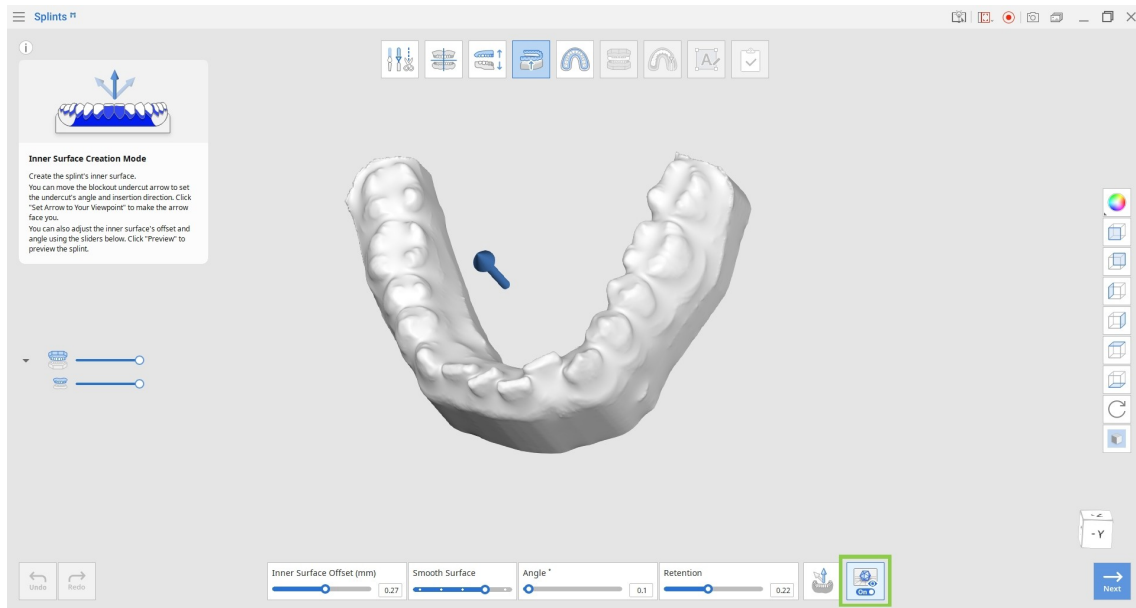 Splints
Inner Surface Creation Mode
Create the splint's inner surface.
You can move the blockout undercut arrow to set
the undercut's angle and insertion direction. Click
"Set Arrow to Your Viewpoint" to make the arrow
face you.
You can also adjust the inner surface's offset and
angle using the sliders below. Click "Preview" to
preview the splint.
Undo
Redo
Inner Surface Offset (mm)
0.27
Smooth Surface
Angle °
0.1
Retention
0.22
On
- Y
Next